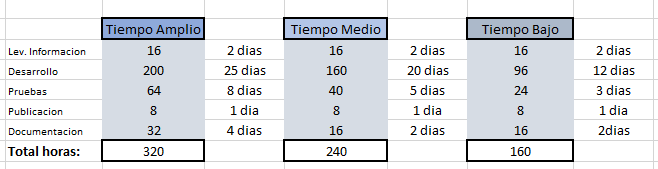 Tiempo Amplio Tiempo Medio Tiempo Bajo
Lev. Informacion 16 2 dias 16 2 dias 16 2 dias
Desarrollo 200 25 dias 160 20 dias 96 12 dias
Pruebas 64 8 dias 40 5 dias 24 3 dias
Publicacion 8 1 dia 8 1 dia 8 1 dia
Documentacion 32 4 dias 16 2 dias 16 2dias
Total horas: 320 240 160